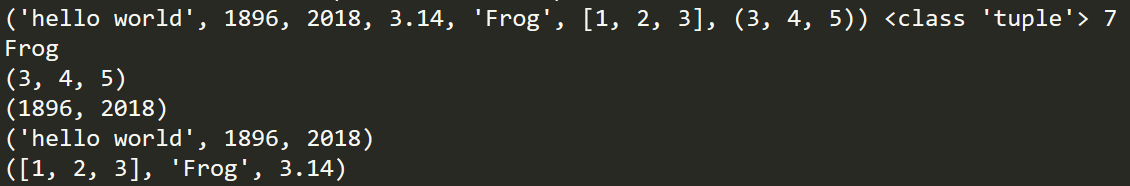 ('hello world', 1896, 2018, 3.14, 'Frog', [1, 2, 3], (3, 4, 5)) <class 'tuple'> 7
Frog
(3, 4, 5)
(1896, 2018)
('hello world', 1896, 2018)
([1, 2, 3], 'Frog', 3.14)